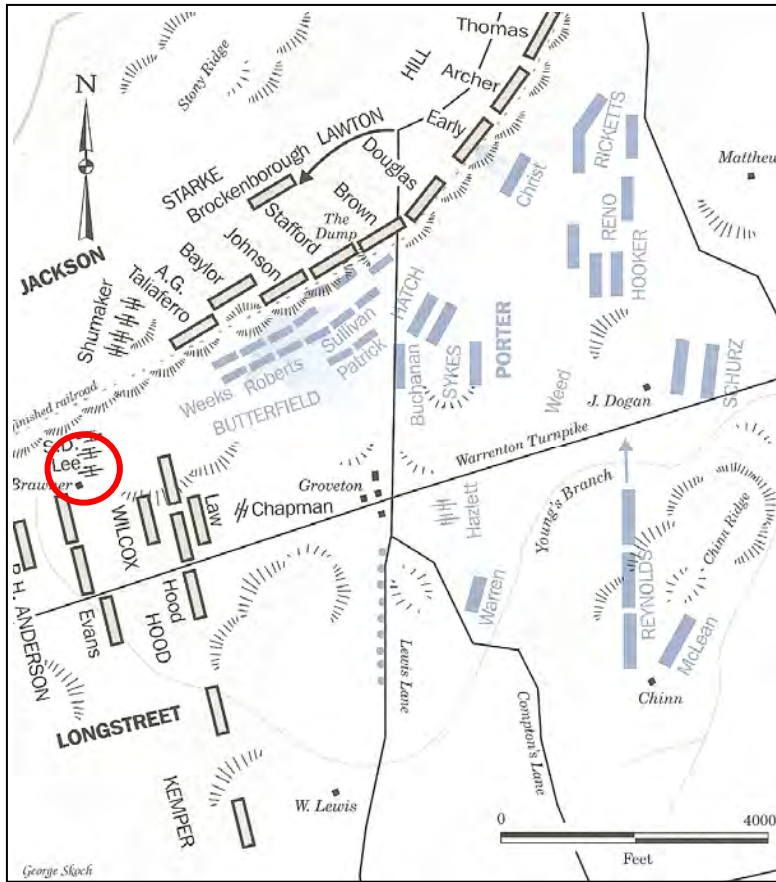 Thomas
Stony Ridge
HILL
Archer
N
Early
LAWTON
RICKETTS
Douglas
Christ
Matthew
STARKE
Brockenborough
Brown
The
Dump
Stafford
RENO
HOOKER
JACKSON
Johnson
Baylor
A.G.
Taliaferro
HATCH
Shumaker
Sullivan
Patrick
PORTER
Roberts
Weeks
Buchanan
SYKES
SCHURZ
BUTTERFIELD
Weed
J. Dogan
inished railroad
S.D.
Lee
Warrenton Turnpike
Brawner
WILCOX
Law
Chapman
Groveton
Hazlett
Young's Branch
Chinn Ridge
H. ANDERSON
Evans
Hood
HOOD
Warren
REYNOLDS
McLean
Lewis Lane
Chinn
LONGSTREET
Compton's Lane
KEMPER
W. Lewis
0
4000
Feet
George Skoch